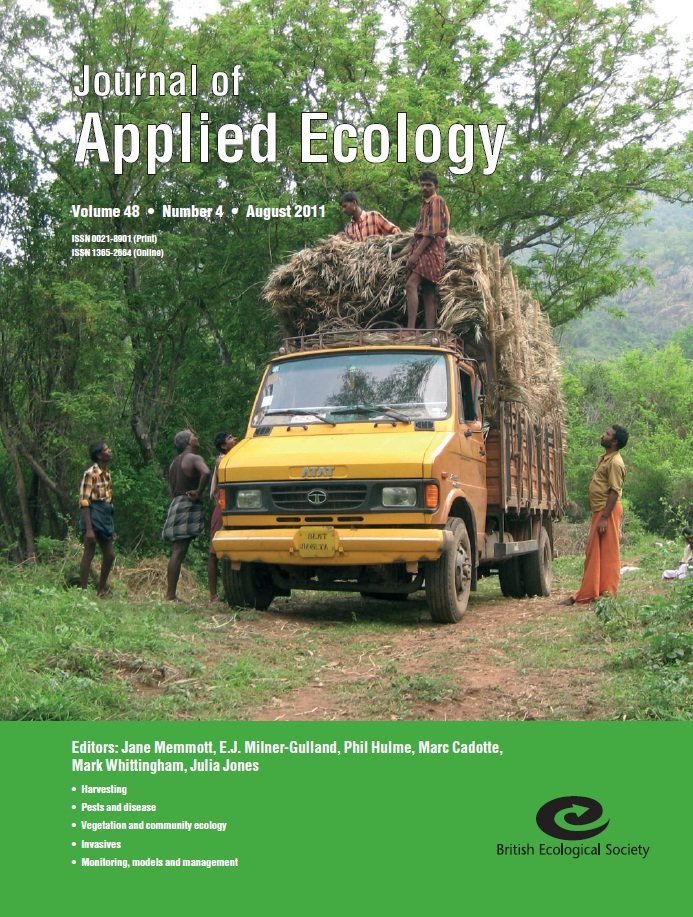 Journal of
Applied Ecology
Volume 48 • Number 4 • August 2011
ISSN 0021-8901 (Print)
ISSN 1365-2664 (Online)
ATAT
Editors: Jane Memmott, E.J. Milner-Gulland, Phil Hulme, Marc Cadotte,
Mark Whittingham, Julia Jones
• Harvesting
• Pests and disease
• Vegetation and community ecology
• Invasives
• Monitoring, models and management
British Ecological Society